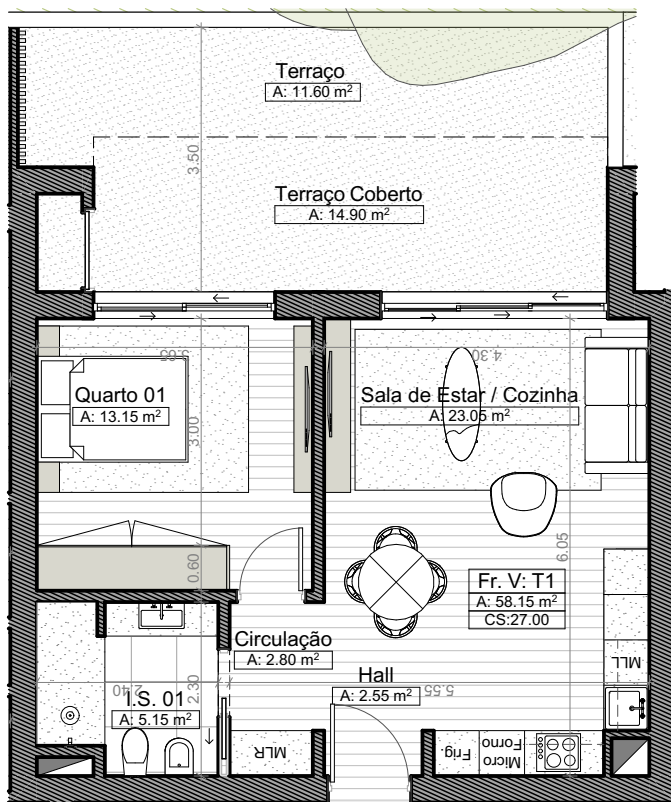 Terraço
A: 11.60 m²
3.50
Terraço Coberto
A: 14.90 m²
4.30
Quarto 01
A: 13.15 m²
3.00
Sala de Estar / Cozinha
A: 23.05 m²
6.05
0.60
Fr. V: T1
A: 58.15 m²
CS:27.00
Circulação
A: 2.80 m²
Hall
A: 2.55 m²
MLL
2.40
2.30
5.55
I.S. 01
A: 5.15 m²
MLR
Frig.
Micro
Forno